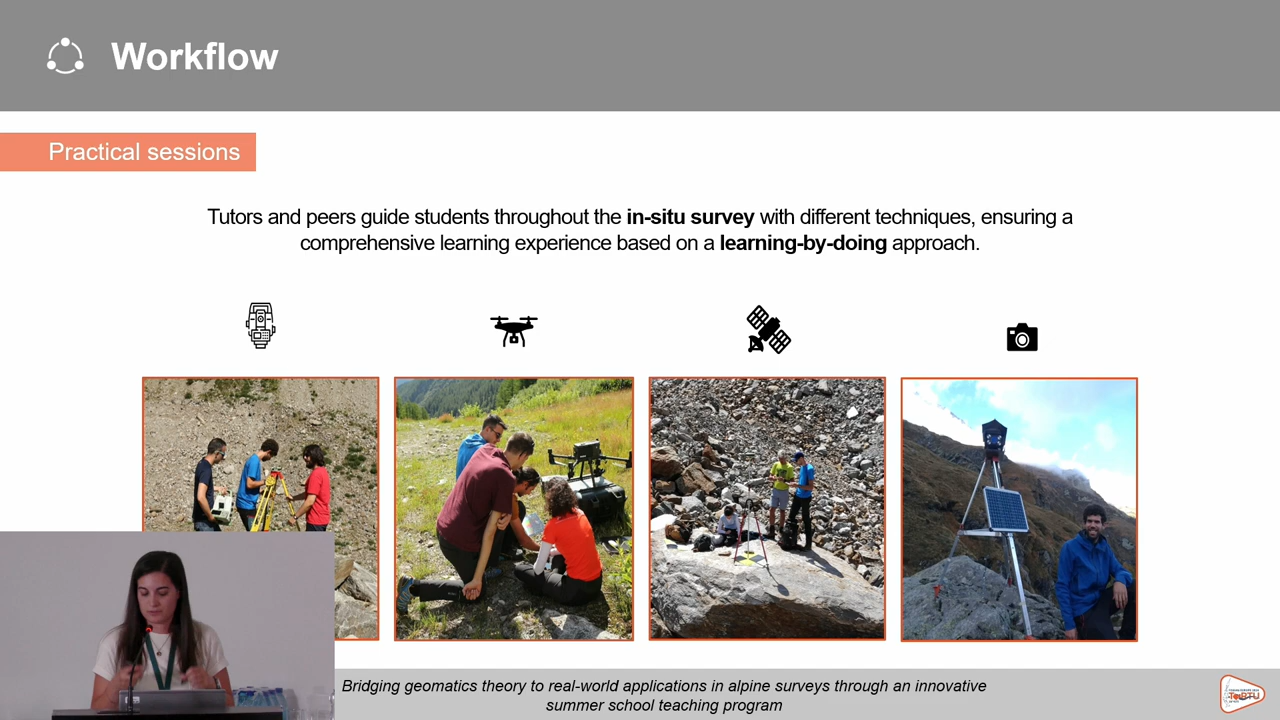 Workflow
Practical sessions
Tutors and peers guide students throughout the in-situ survey with different techniques, ensuring a
comprehensive learning experience based on a learning-by-doing approach.
Bridging geomatics theory to real-world applications in alpine surveys through an innovative
summer school teaching program